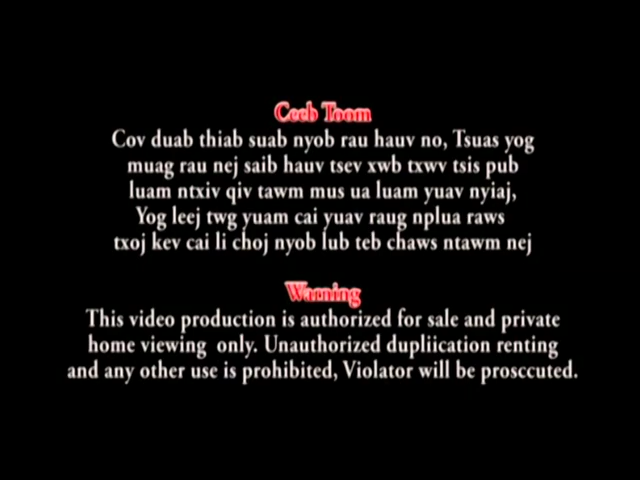 Ceeb Toom
Cov duab thiab suab nyob rau hauv no, Tsuas yog
muag rau nej saib hauv tsev xwb txwv tsis pub
luam ntxiv qiv tawm mus ua luam yuav nyiaj,
Yog leej twg yuam cai yuav raug nplua raws
txoj kev cai li choj nyob lub teb chaws ntawm nej
Warning
This video production is authorized for sale and private
home viewing only. Unauthorized dupliication renting
and any other use is prohibited, Violator will be prosccuted.